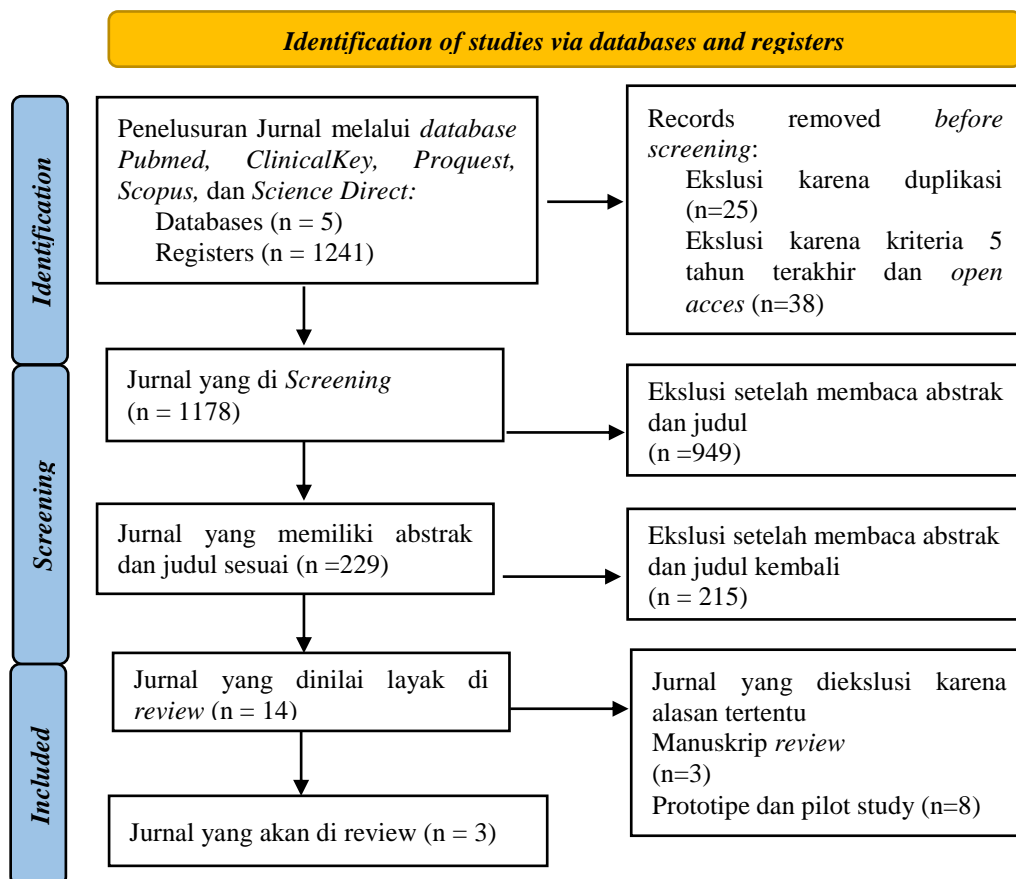 Identification of studies via databases and registers
Identification
Penelusuran Jurnal melalui database
Pubmed, ClinicalKey, Proquest,
Scopus, dan Science Direct:
Databases (n = 5)
Registers (n = 1241)
Records removed before
screening:
Ekslusi karena duplikasi
(n=25)
Ekslusi karena kriteria 5
tahun terakhir dan open
acces (n=38)
Screening
Jurnal yang di Screening
(n = 1178)
Ekslusi setelah membaca abstrak
dan judul
(n =949)
Jurnal yang memiliki abstrak
dan judul sesuai (n =229)
Ekslusi setelah membaca abstrak
dan judul kembali
(n = 215)
Included
Jurnal yang dinilai layak di
review (n = 14)
Jurnal yang diekslusi karena
alasan tertentu
Manuskrip review
(n=3)
Prototipe dan pilot study (n=8)
Jurnal yang akan di review (n = 3)